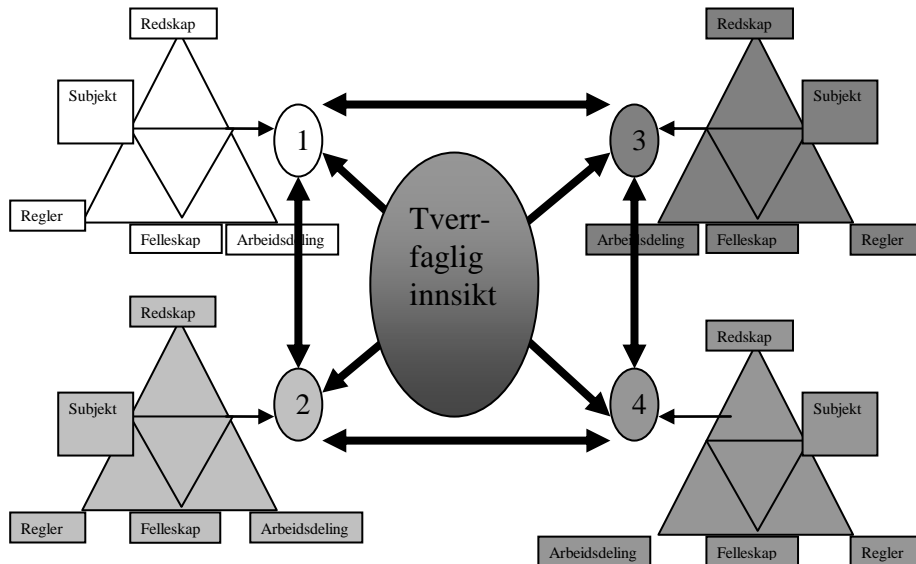 Redskap
Subjekt
1
Regler
Felleskap
Arbeidsdeling
Redskap
3
Subjekt
Arbeidsdeling
Felleskap
Regler
Tverr-
faglig
innsikt
Redskap
Subjekt
2
Regler
Felleskap
Arbeidsdeling
Redskap
4
Subjekt
Arbeidsdeling
Felleskap
Regler